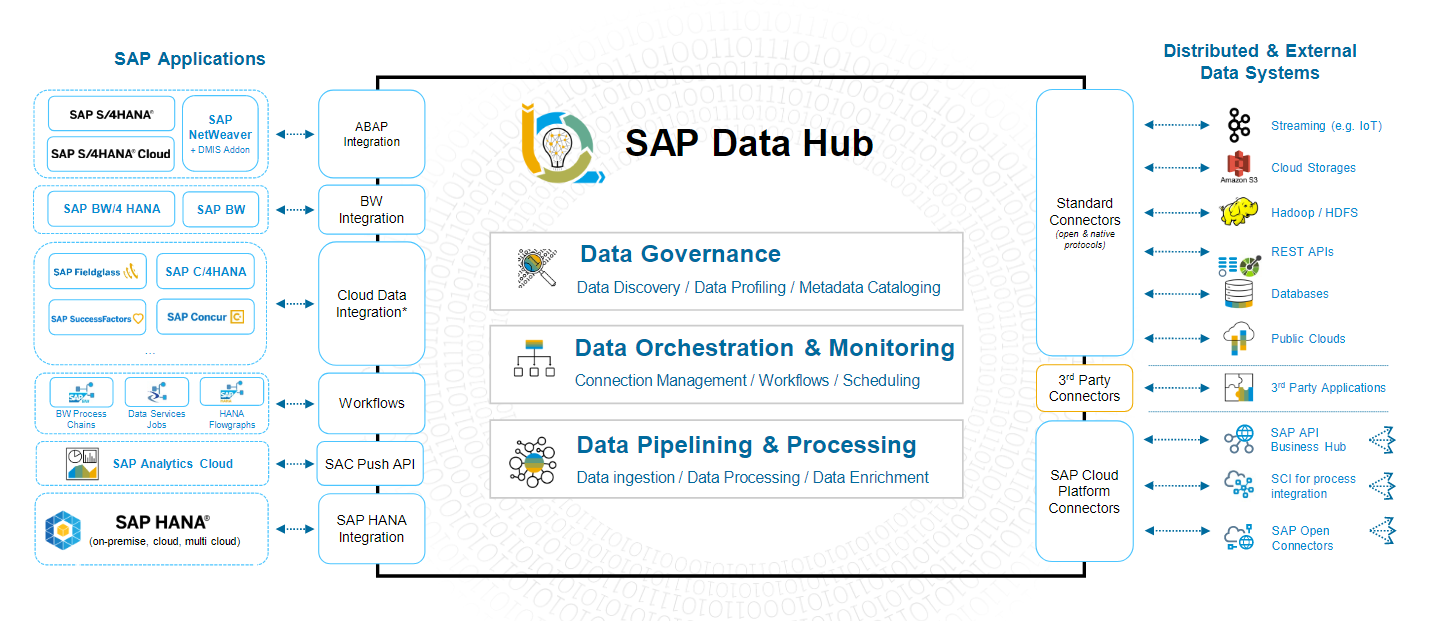 SAP Applications
SAP S/4HANA®
SAP S/4HANA® Cloud
SAP
NetWeaver
+ DMIS Addon
SAP BW/4 HANA
SAP BW
SAP Fieldglass
SAP C/4HANA
SAP SuccessFactors
SAP Concur
...
BW Process
Chains
Data Services
Jobs
HANA
Flowgraphs
SAP Analytics Cloud
SAP HANA®
(on-premise, cloud, multi cloud)
ABAP
Integration
BW
Integration
Cloud Data
Integration*
Workflows
SAC Push API
SAP HANA
Integration
SAP Data Hub
Data Governance
Data Discovery / Data Profiling / Metadata Cataloging
Data Orchestration & Monitoring
Connection Management / Workflows / Scheduling
Data Pipelining & Processing
Data ingestion / Data Processing / Data Enrichment
Standard
Connectors
(open & native
protocols)
3rd Party
Connectors
SAP Cloud
Platform
Connectors
Distributed & External
Data Systems
Streaming (e.g. IoT)
Amazon S3
Cloud Storages
Hadoop / HDFS
REST APIs
Databases
Public Clouds
3rd Party Applications
SAP API
Business Hub
SCI for process
integration
SAP Open
Connectors